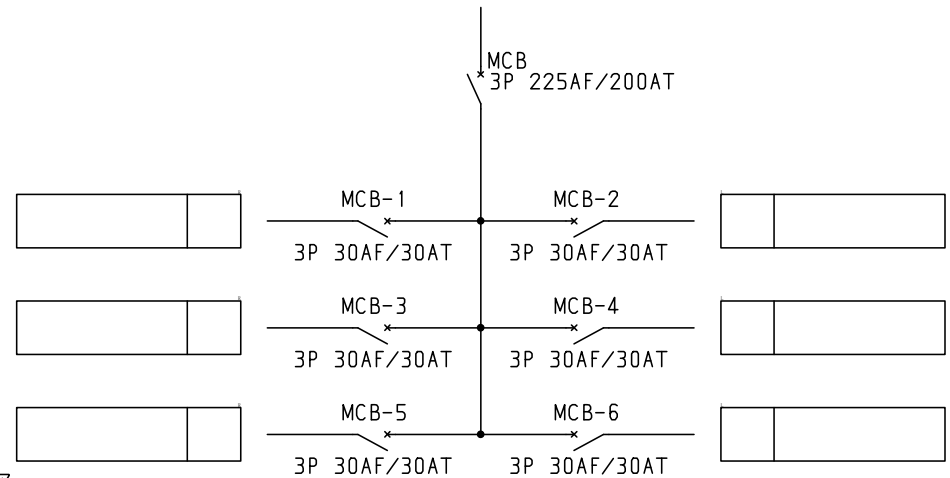 MCB
3P 225AF/200AT
MCB-1
MCB-2
3P 30AF/30AT
3P 30AF/30AT
MCB-3
MCB-4
3P 30AF/30AT
3P 30AF/30AT
MCB-5
MCB-6
3P 30AF/30AT
3P 30AF/30AT